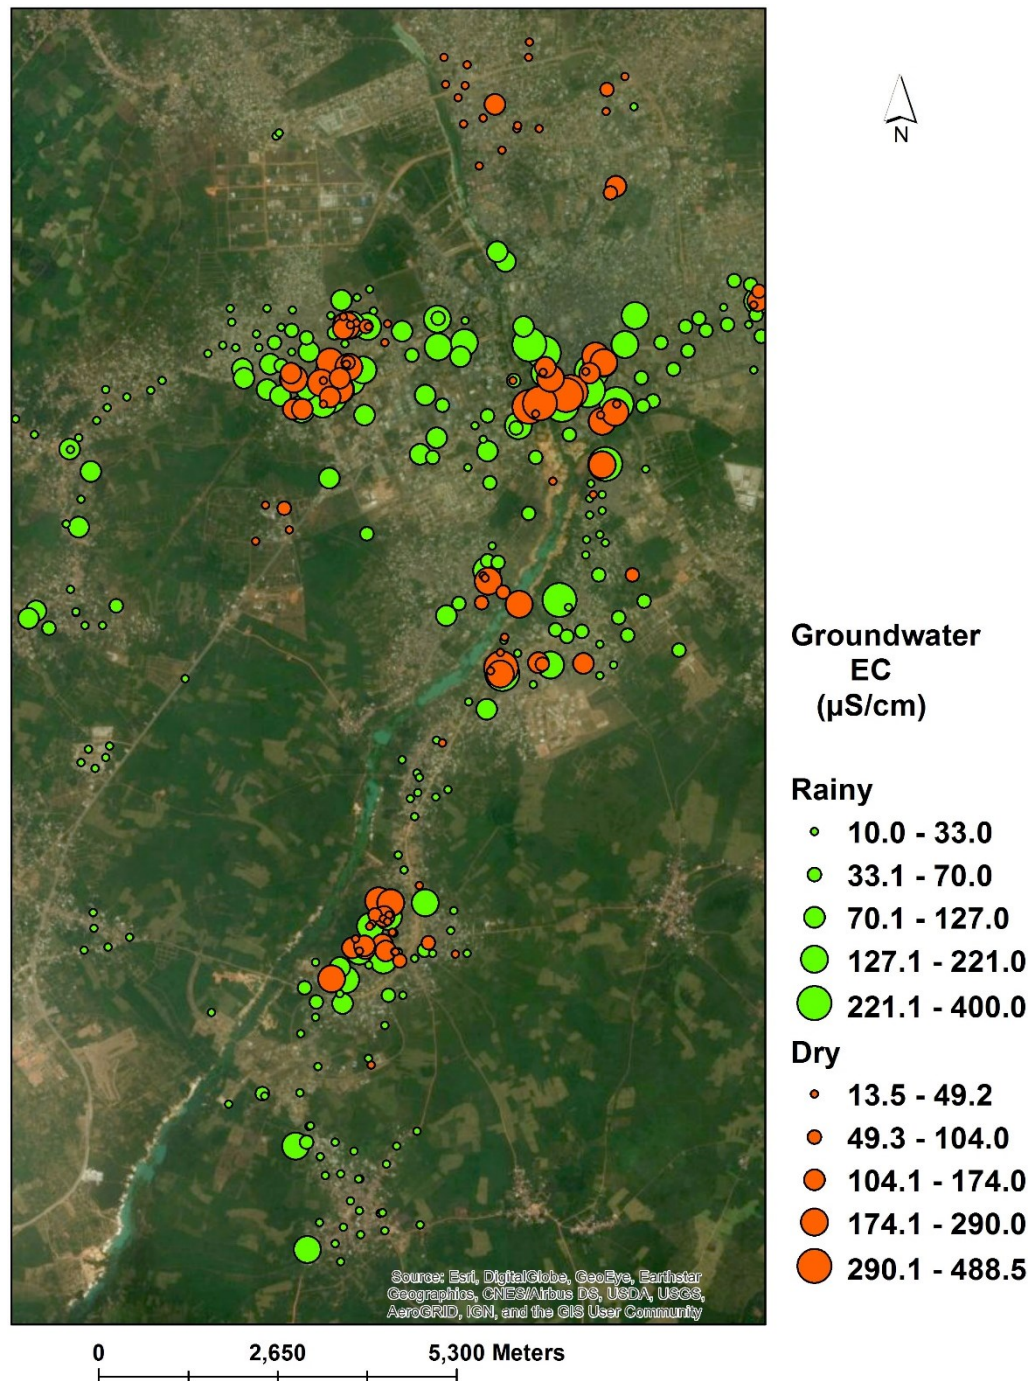 N
Groundwater
EC
(µS/cm)
Rainy
10.0 - 33.0
33.1 - 70.0
70.1 - 127.0
127.1 - 221.0
221.1 - 400.0
Dry
13.5 - 49.2
49.3 - 104.0
104.1 - 174.0
174.1 - 290.0
290.1 - 488.5
Source: Esri, DigitalGlobe, GeoEye, Earthstar
Geographics, CNES/Airbus DS, USDA, USGS,
AeroGRID, IGN, and the GIS User Community
0 2,650 5,300 Meters